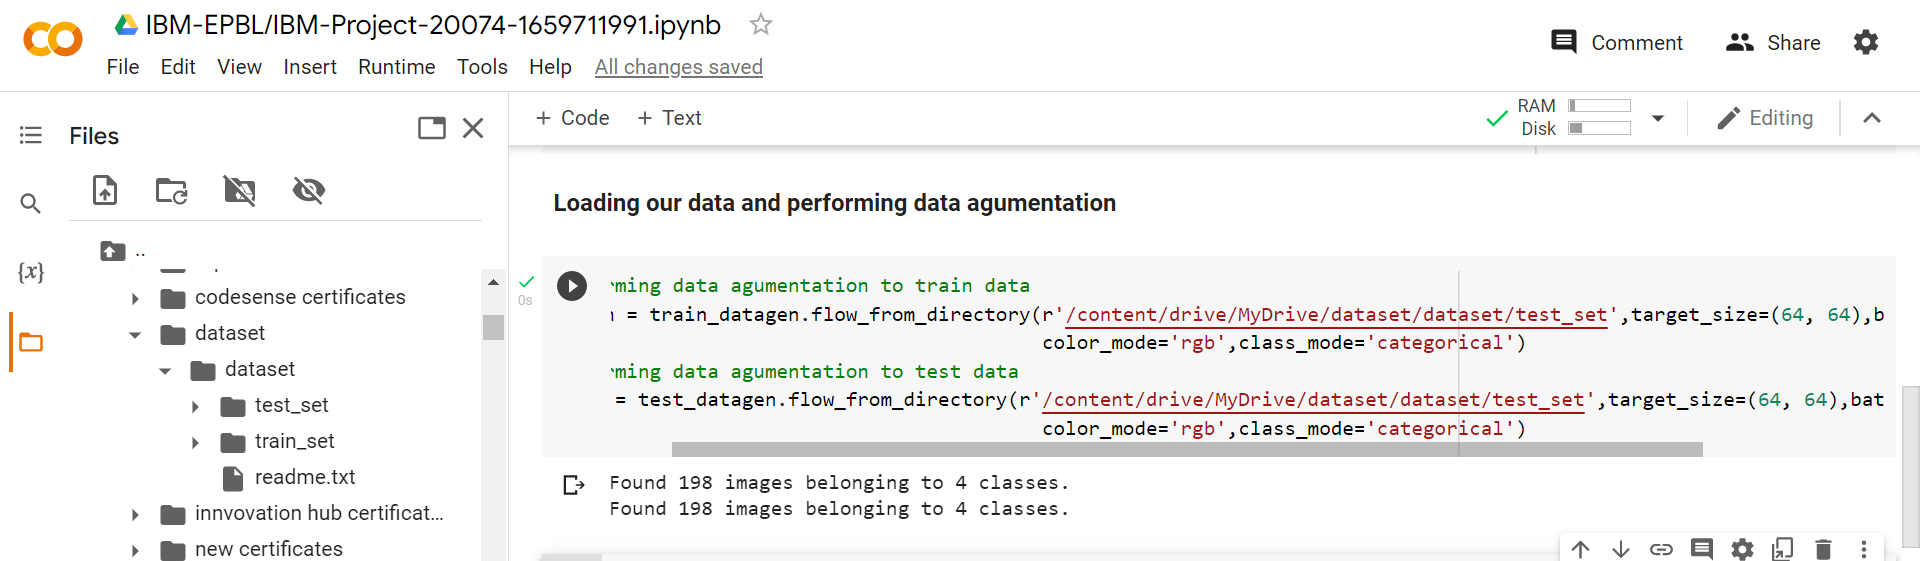 IBM-EPBL/IBM-Project-20074-1659711991.ipynb
File Edit View Insert Runtime Tools Help All changes saved
Comment Share
Files
+ Code + Text
RAM
Disk
Editing
{x}
..
codesense certificates
dataset
dataset
test_set
train_set
readme.txt
innvovation hub certificat...
new certificates
Loading our data and performing data agumentation
0s
ming data agumentation to train data
= train_datagen.flow_from_directory(r'/content/drive/MyDrive/dataset/dataset/test_set',target_size=(64, 64),b
color_mode='rgb',class_mode='categorical')
ming data agumentation to test data
= test_datagen.flow_from_directory(r'/content/drive/MyDrive/dataset/dataset/test_set',target_size=(64, 64),bat
color_mode='rgb',class_mode='categorical')
Found 198 images belonging to 4 classes.
Found 198 images belonging to 4 classes.